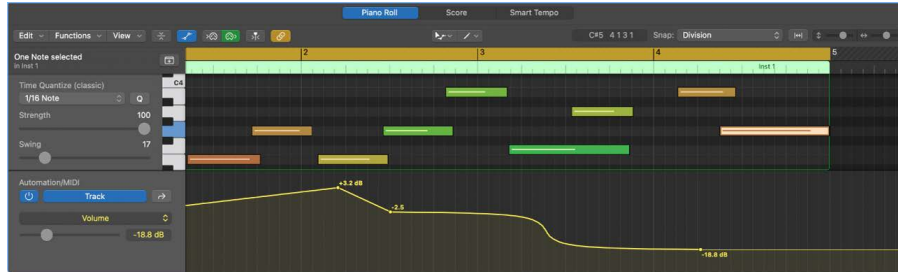 Piano Roll Score Smart Tempo
Edit Functions View C#5 4 1 3 1 Snap: Division
One Note selected
in Inst 1
2 3 4 5
Inst 1
Time Quantize (classic)
1/16 Note Q
C4
Strength 100
Swing 17
Automation/MIDI
Track
Volume
-18.8 dB
+3.2 dB
-2.5
-18.8 dB